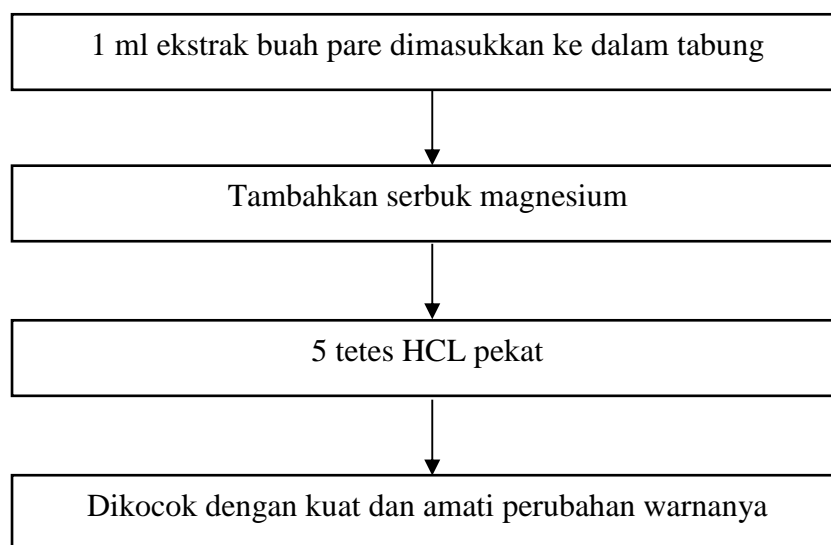 1 ml ekstrak buah pare dimasukkan ke dalam tabung
Tambahkan serbuk magnesium
5 tetes HCL pekat
Dikocok dengan kuat dan amati perubahan warnanya